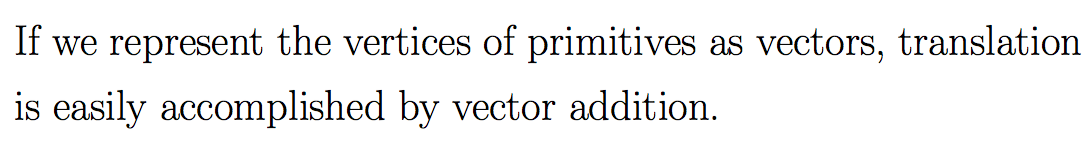 If we represent the vertices of primitives as vectors, translation
is easily accomplished by vector addition.